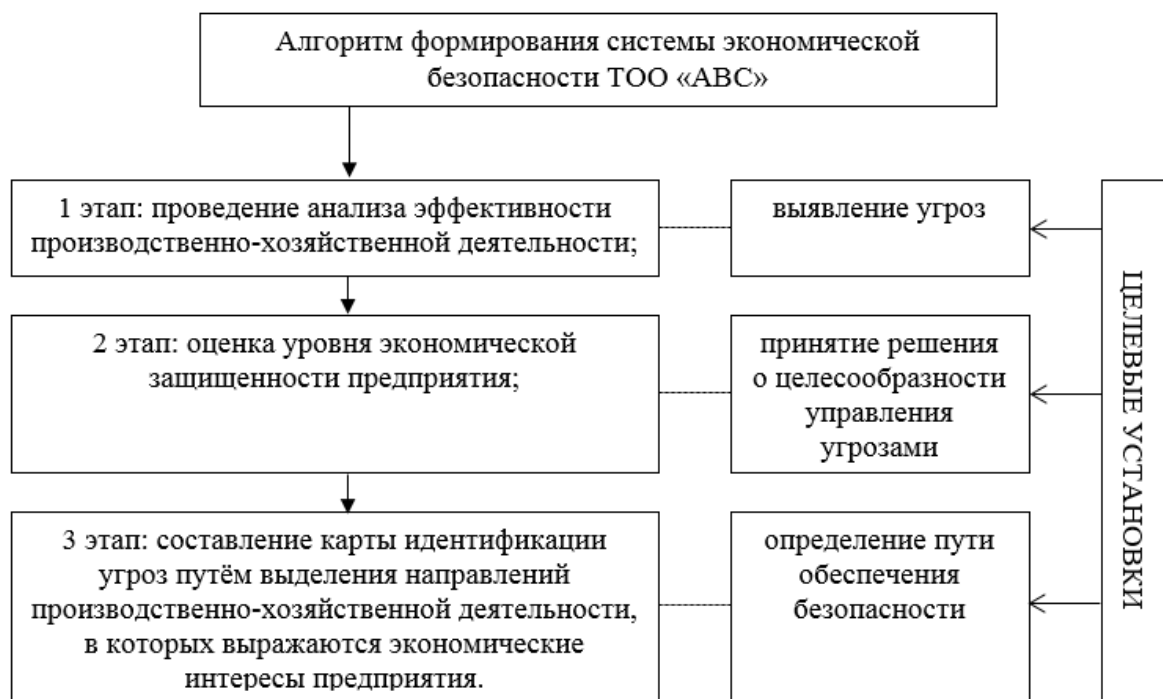 Алгоритм формирования системы экономической
безопасности ТОО «АВС»
1 этап: проведение анализа эффективности
производственно-хозяйственной деятельности;
выявление угроз
2 этап: оценка уровня экономической
защищенности предприятия;
принятие решения
о целесообразности
управления
угрозами
3 этап: составление карты идентификации
угроз путём выделения направлений
производственно-хозяйственной деятельности,
в которых выражаются экономические
интересы предприятия.
определение пути
обеспечения
безопасности
ЦЕЛЕВЫЕ УСТАНОВКИ